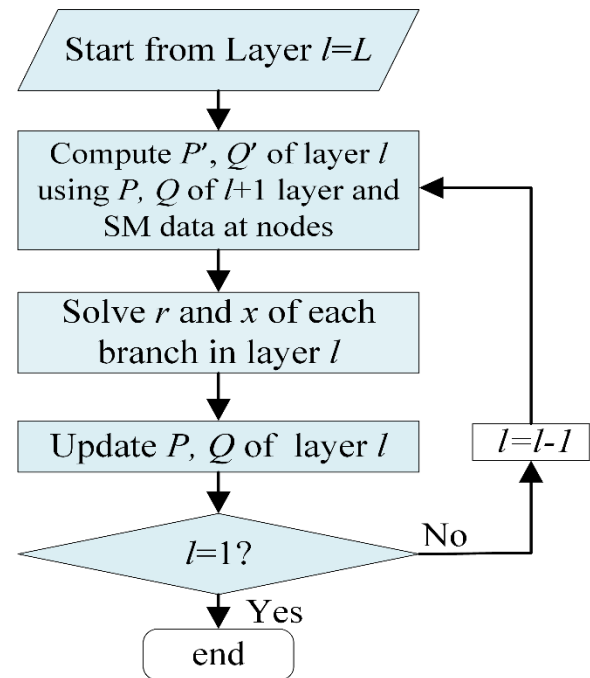 Start from Layer l=L
Compute P', Q' of layer l
using P, Q of l+1 layer and
SM data at nodes
Solve r and x of each
branch in layer l
Update P, Q of layer l
l=l-1
l=1?
No
Yes
end